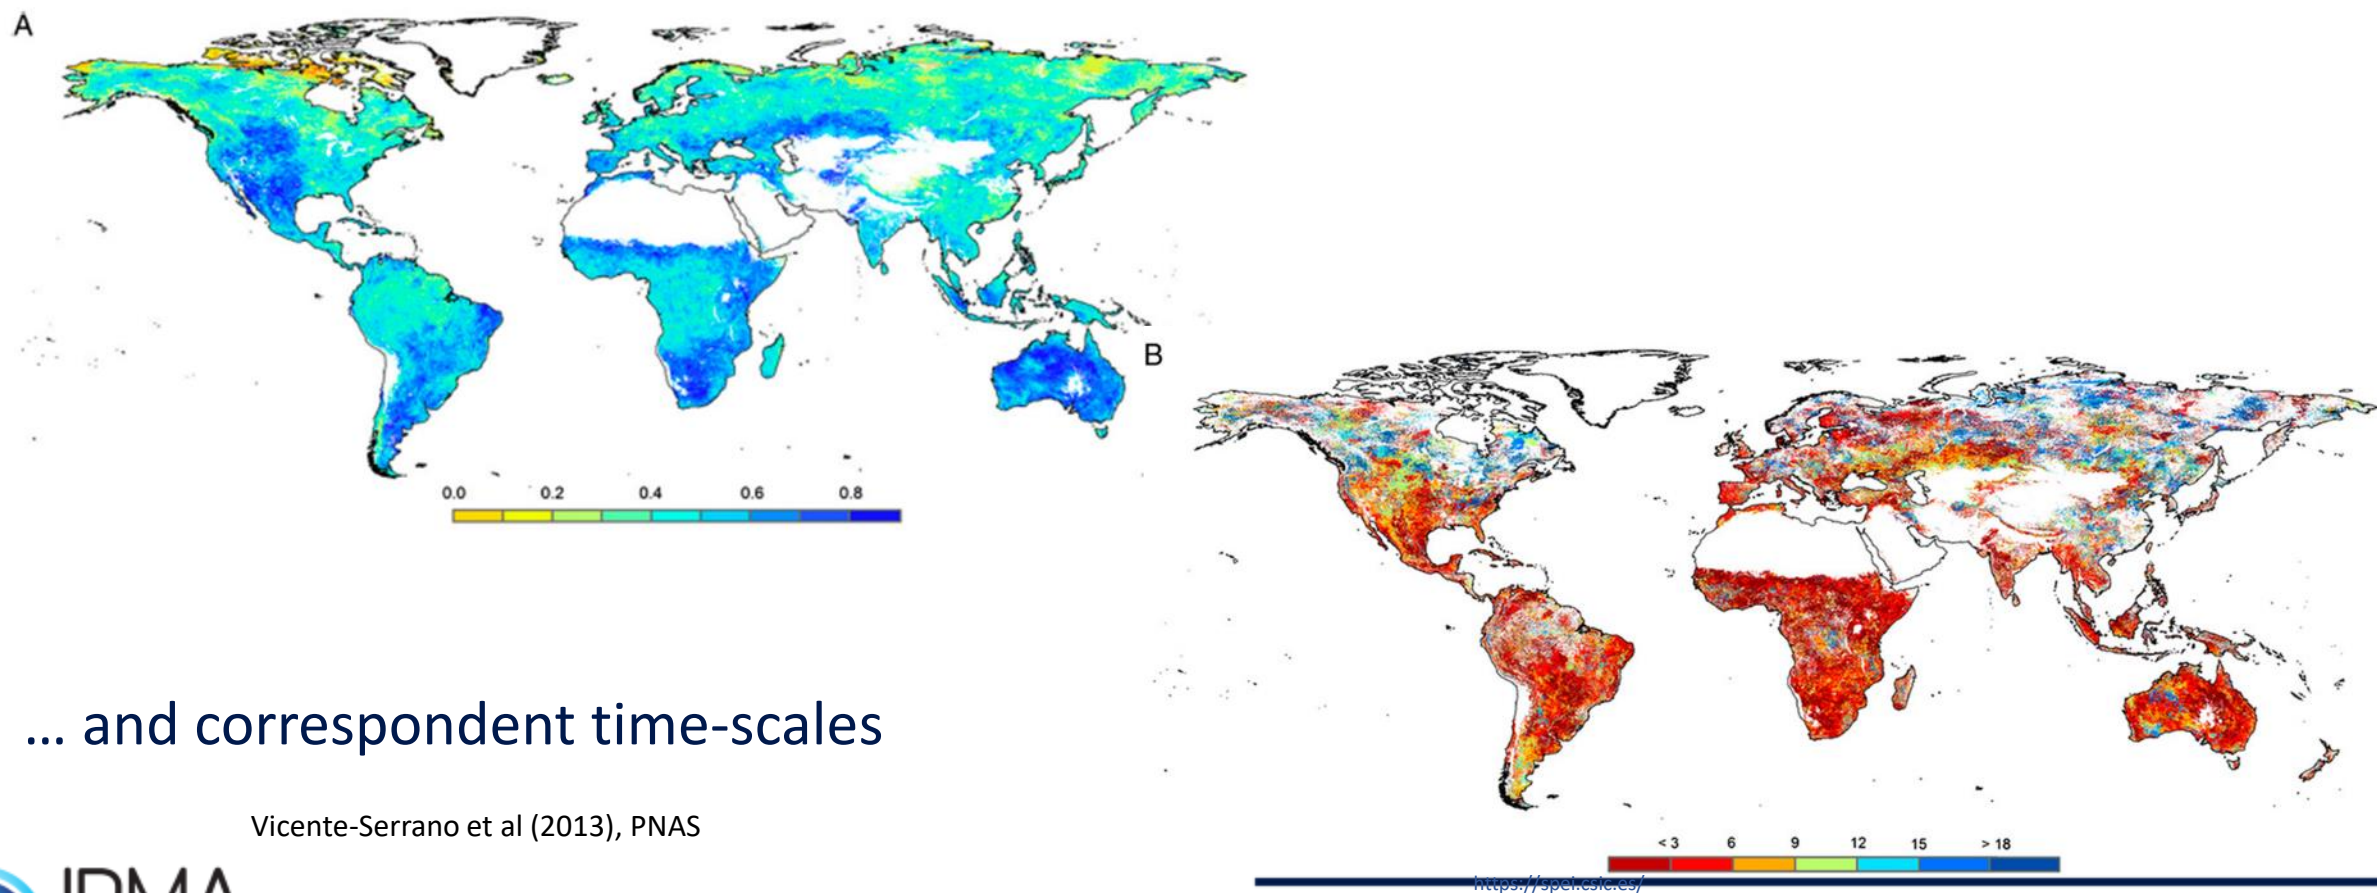 A
0.0 0.2 0.4 0.6 0.8
B
... and correspondent time-scales
Vicente-Serrano et al (2013), PNAS
< 3 6 9 12 15 > 18
https://spei.csic.es/
IPMA